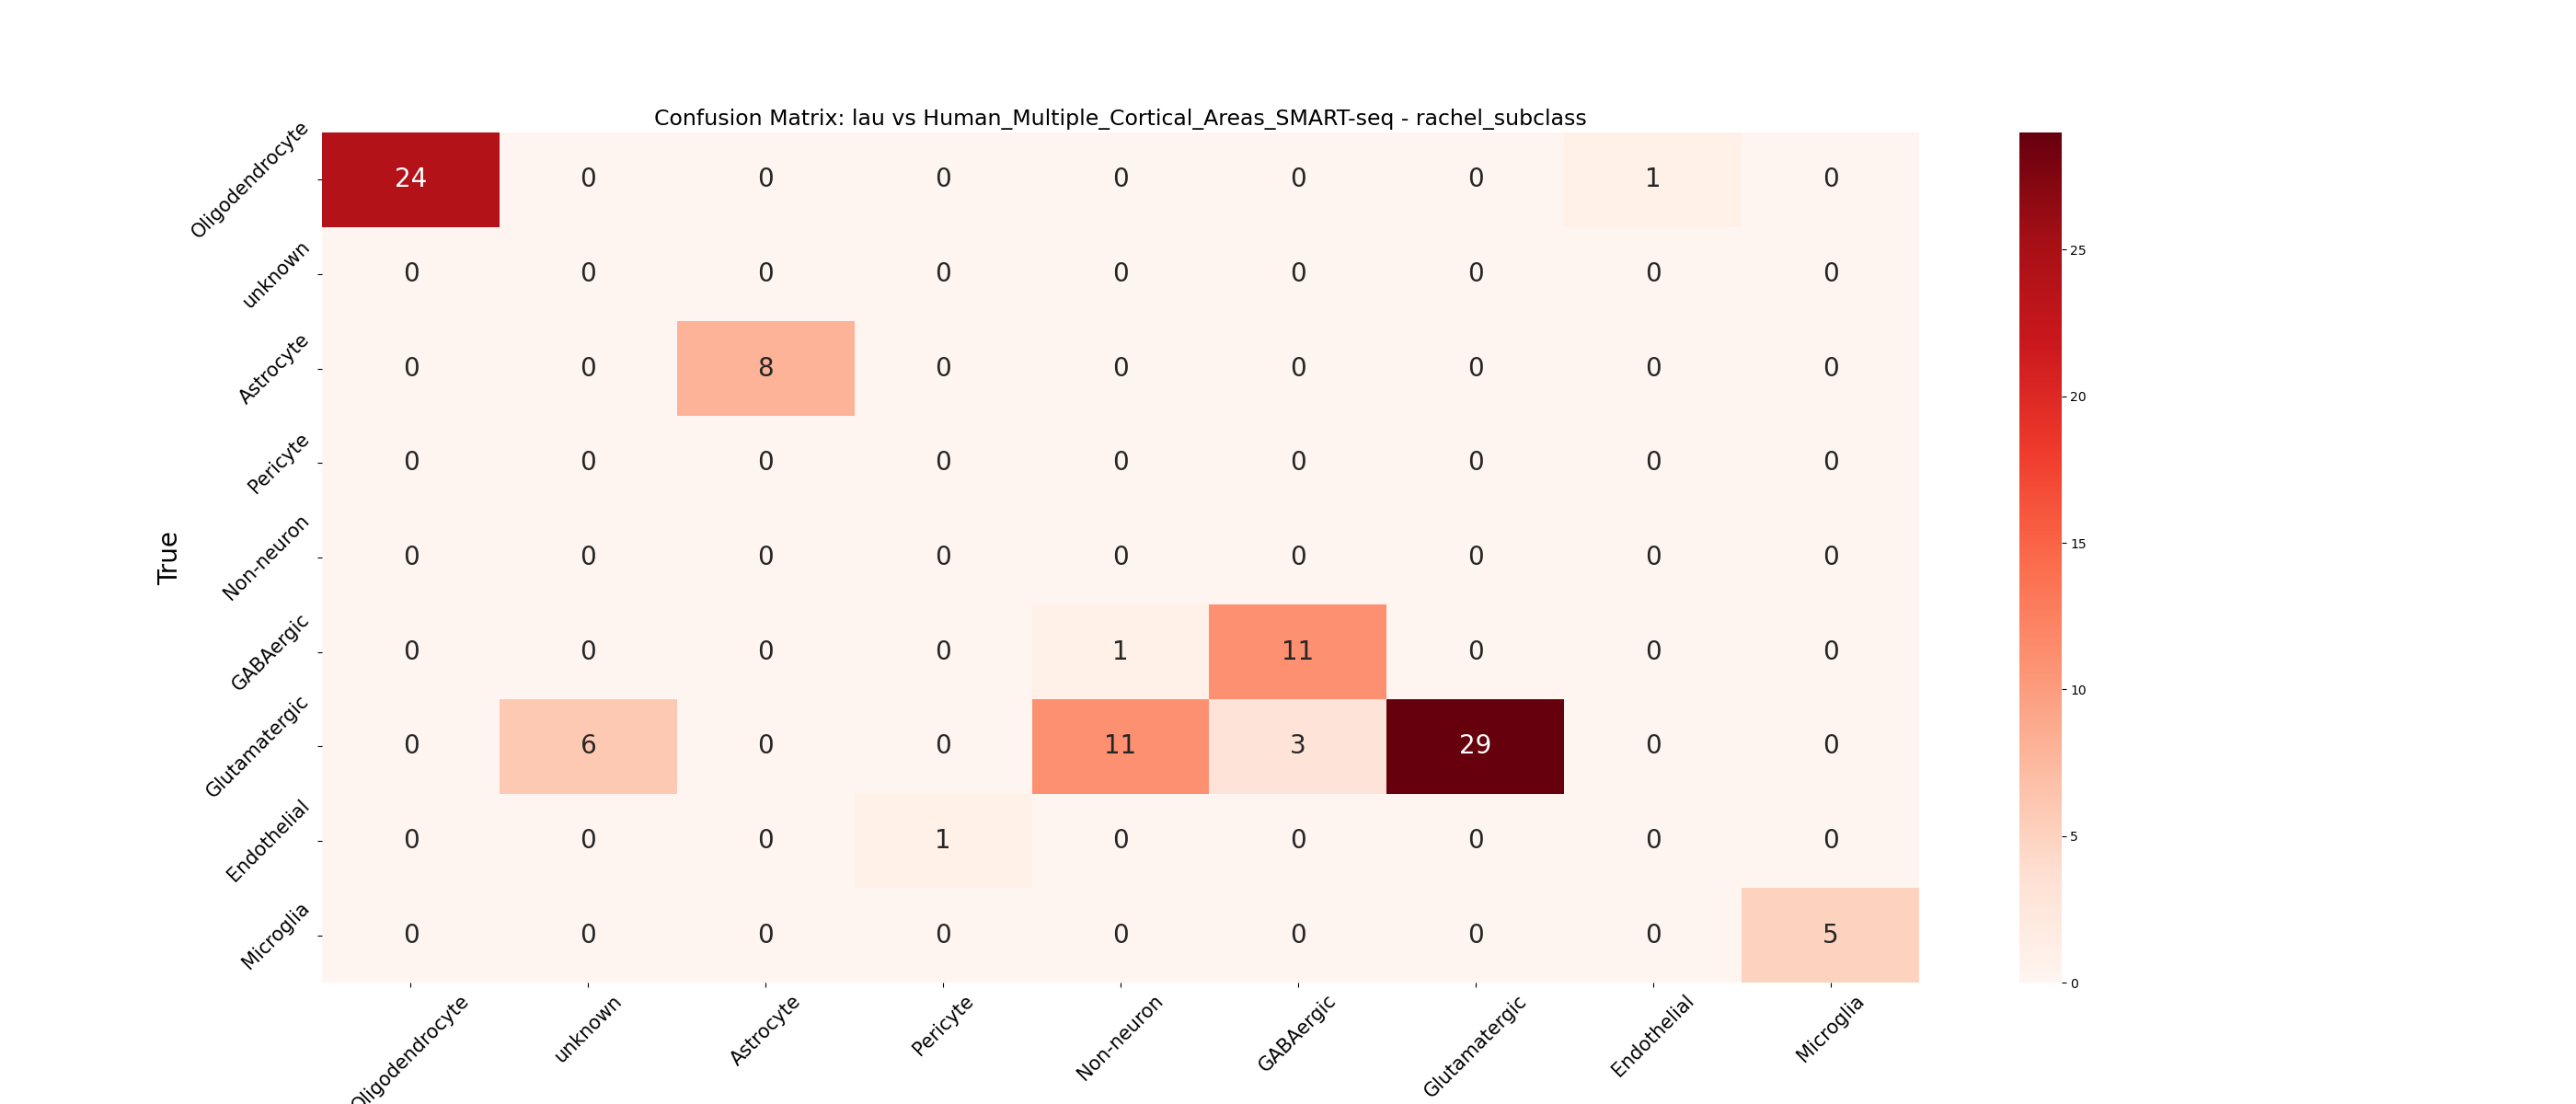 Confusion Matrix: lau vs Human_Multiple_Cortical_Areas_SMART-seq - rachel_subclass
Oligodendrocyte 24 0 0 0 0 0 0 1 0
unknown 0 0 0 0 0 0 0 0 0
Astrocyte 0 0 8 0 0 0 0 0 0
Pericyte 0 0 0 0 0 0 0 0 0
Non-neuron 0 0 0 0 0 0 0 0 0
GABAergic 0 0 0 0 1 11 0 0 0
Glutamatergic 0 6 0 0 11 3 29 0 0
Endothelial 0 0 0 1 0 0 0 0 0
Microglia 0 0 0 0 0 0 0 0 5
True
Oligodendrocyte unknown Astrocyte Pericyte Non-neuron GABAergic Glutamatergic Endothelial Microglia
25
20
15
10
5
0